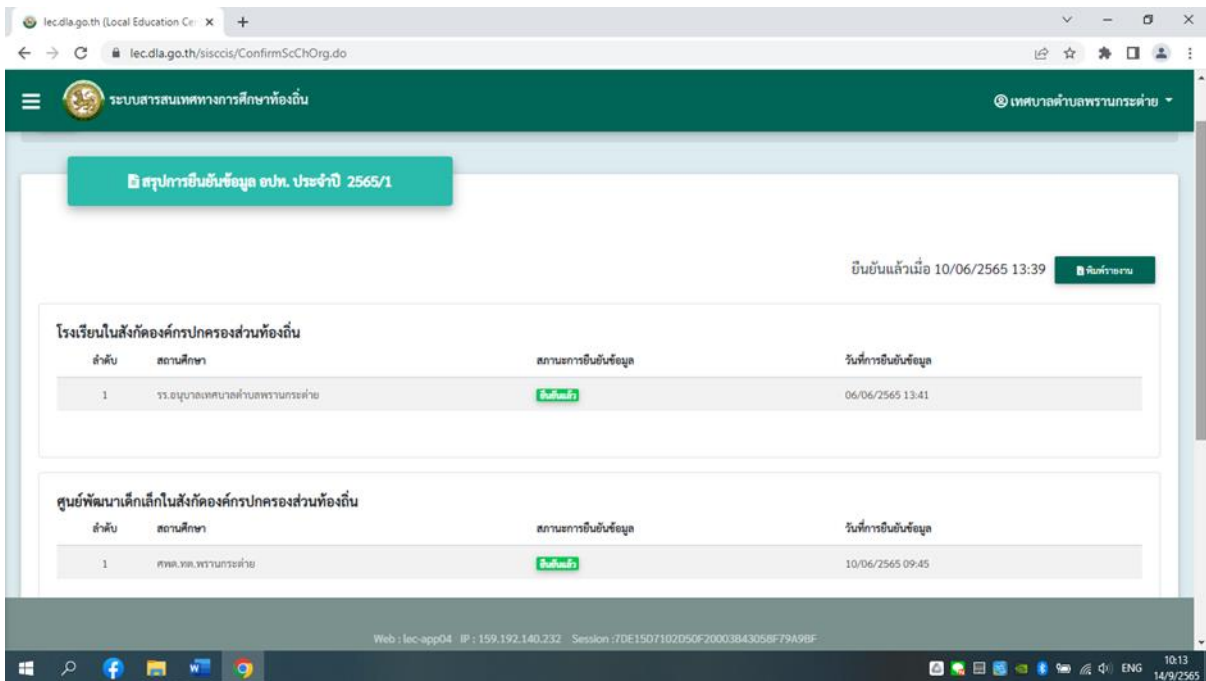 lec.dla.go.th (Local Education Cer
lec.dla.go.th/sisccis/ConfirmScChOrg.do
ระบบสารสนเทศทางการศึกษาท้องถิ่น
เทศบาลตำบลพรานกระต่าย
สรุปการยืนยันข้อมูล อปท. ประจำปี 2565/1
ยืนยันแล้วเมื่อ 10/06/2565 13:39
พิมพ์รายงาน
โรงเรียนในสังกัดองค์กรปกครองส่วนท้องถิ่น
ลำดับ สถานศึกษา สถานะการยืนยันข้อมูล วันที่การยืนยันข้อมูล
1 รร.อนุบาลเทศบาลตำบลพรานกระต่าย ยืนยันแล้ว 06/06/2565 13:41
ศูนย์พัฒนาเด็กเล็กในสังกัดองค์กรปกครองส่วนท้องถิ่น
ลำดับ สถานศึกษา สถานะการยืนยันข้อมูล วันที่การยืนยันข้อมูล
1 ศพด.ทต.พรานกระต่าย ยืนยันแล้ว 10/06/2565 09:45
Web : lec-app04 IP : 159.192.140.232 Session :7DE15D7102D50F20003B43058F79A9BF
ENG 10:13
14/9/2565